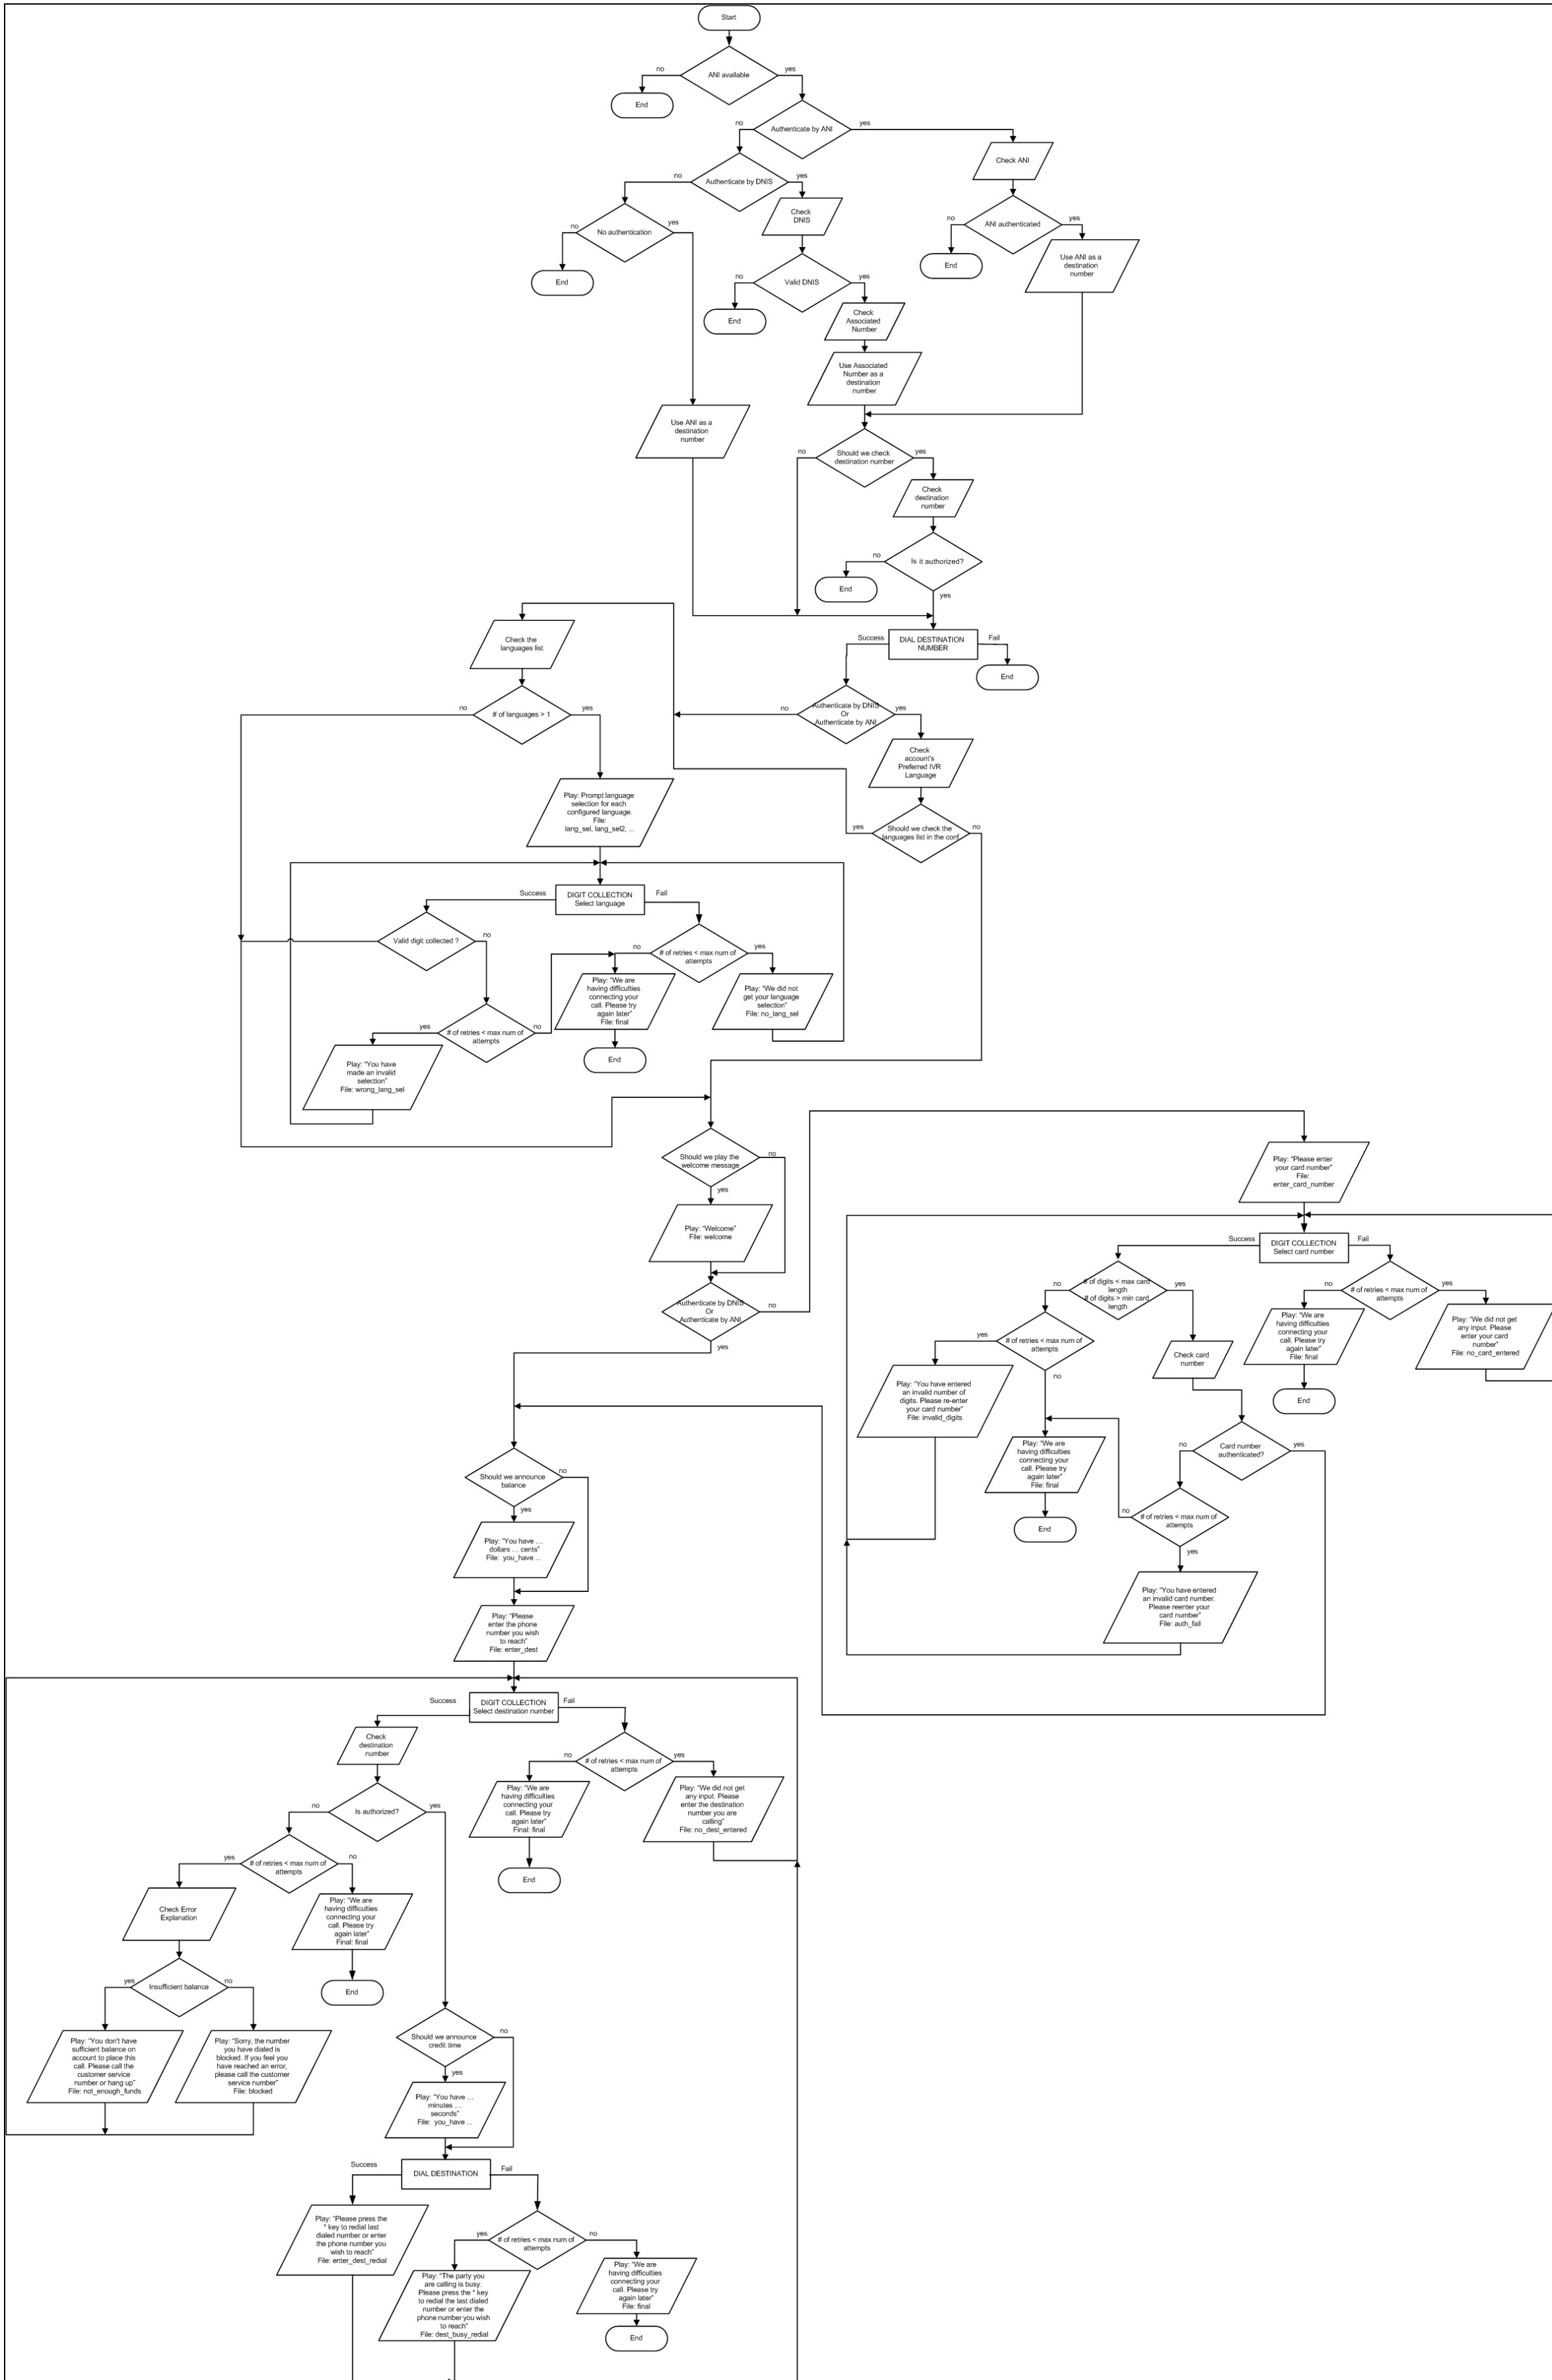 Start
ANI available
no
yes
End
Authenticate by ANI
no
yes
Check ANI
Authenticate by DNIS
no
yes
Check
DNIS
ANI authenticated
no
yes
No authentication
no
yes
End
Use ANI as a
destination
number
End
Valid DNIS
no
yes
End
Check
Associated
Number
Use Associated
Number as a
destination
number
Use ANI as a
destination
number
Should we check
destination number
no
yes
Check
destination
number
Is it authorized?
no
yes
End
DIAL DESTINATION
NUMBER
Success
Fail
End
Check the
languages list
# of languages > 1
no
yes
Authenticate by DNIS
Or
Authenticate by ANI
no
yes
Check
account's
Preferred IVR
Language
Should we check the
languages list in the conf
yes
no
Play: Prompt language
selection for each
configured language.
File:
lang_sel, lang_sel2, ...
DIGIT COLLECTION
Select language
Success
Fail
Valid digit collected ?
no
# of retries < max num of
attempts
no
yes
Play: "We are
having difficulties
connecting your
call. Please try
again later"
File: final
Play: "We did not
get your language
selection"
File: no_lang_sel
# of retries < max num of
attempts
yes
no
End
Play: "You have
made an invalid
selection"
File: wrong_lang_sel
Should we play the
welcome message
no
yes
Play: "Welcome"
File: welcome
Authenticate by DNIS
Or
Authenticate by ANI
no
yes
Play: "Please enter
your card number"
File:
enter_card_number
DIGIT COLLECTION
Select card number
Success
Fail
# of digits < max card
length
# of digits > min card
length
no
yes
# of retries < max num of
attempts
no
yes
Play: "We are
having difficulties
connecting your
call. Please try
again later"
File: final
Play: "We did not get
any input. Please
enter your card
number"
File: no_card_entered
End
# of retries < max num of
attempts
yes
no
Check card
number
Play: "You have entered
an invalid number of
digits. Please re-enter
your card number"
File: invalid_digits
Play: "We are
having difficulties
connecting your
call. Please try
again later"
File: final
End
Card number
authenticated?
no
yes
# of retries < max num of
attempts
no
yes
Play: "You have entered
an invalid card number.
Please reenter your
card number"
File: auth_fail
Should we announce
balance
no
yes
Play: "You have ...
dollars ... cents"
File: you_have ...
Play: "Please
enter the phone
number you wish
to reach"
File: enter_dest
DIGIT COLLECTION
Select destination number
Success
Fail
Check
destination
number
# of retries < max num of
attempts
no
yes
Play: "We are
having difficulties
connecting your
call. Please try
again later"
Final: final
Play: "We did not get
any input. Please
enter the destination
number you are
calling"
File: no_dest_entered
End
Is authorized?
no
yes
# of retries < max num of
attempts
yes
no
Check Error
Explanation
Play: "We are
having difficulties
connecting your
call. Please try
again later"
Final: final
End
Insufficient balance
yes
no
Play: "You don't have
sufficient balance on
account to place this
call. Please call the
customer service
number or hang up"
File: not_enough_funds
Play: "Sorry, the number
you have dialed is
blocked. If you feel you
have reached an error,
please call the customer
service number"
File: blocked
Should we announce
credit time
no
yes
Play: "You have ...
minutes ...
seconds"
File: you_have ...
DIAL DESTINATION
Success
Fail
Play: "Please press the
* key to redial last
dialed number or enter
the phone number you
wish to reach"
File: enter_dest_redial
# of retries < max num of
attempts
yes
no
Play: "The party you
are calling is busy.
Please press the * key
to redial the last dialed
number or enter the
phone number you wish
to reach"
File: dest_busy_redial
Play: "We are
having difficulties
connecting your
call. Please try
again later"
File: final
End